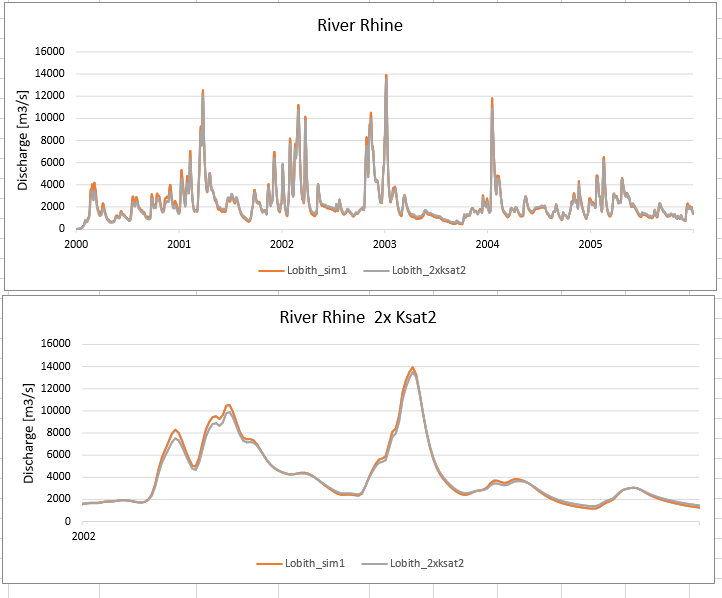 River Rhine
Discharge [m3/s]
16000
14000
12000
10000
8000
6000
4000
2000
0
2000 2001 2002 2003 2004 2005
Lobith_sim1 Lobith_2xksat2
River Rhine 2x Ksat2
Discharge [m3/s]
16000
14000
12000
10000
8000
6000
4000
2000
0
2002
Lobith_sim1 Lobith_2xksat2